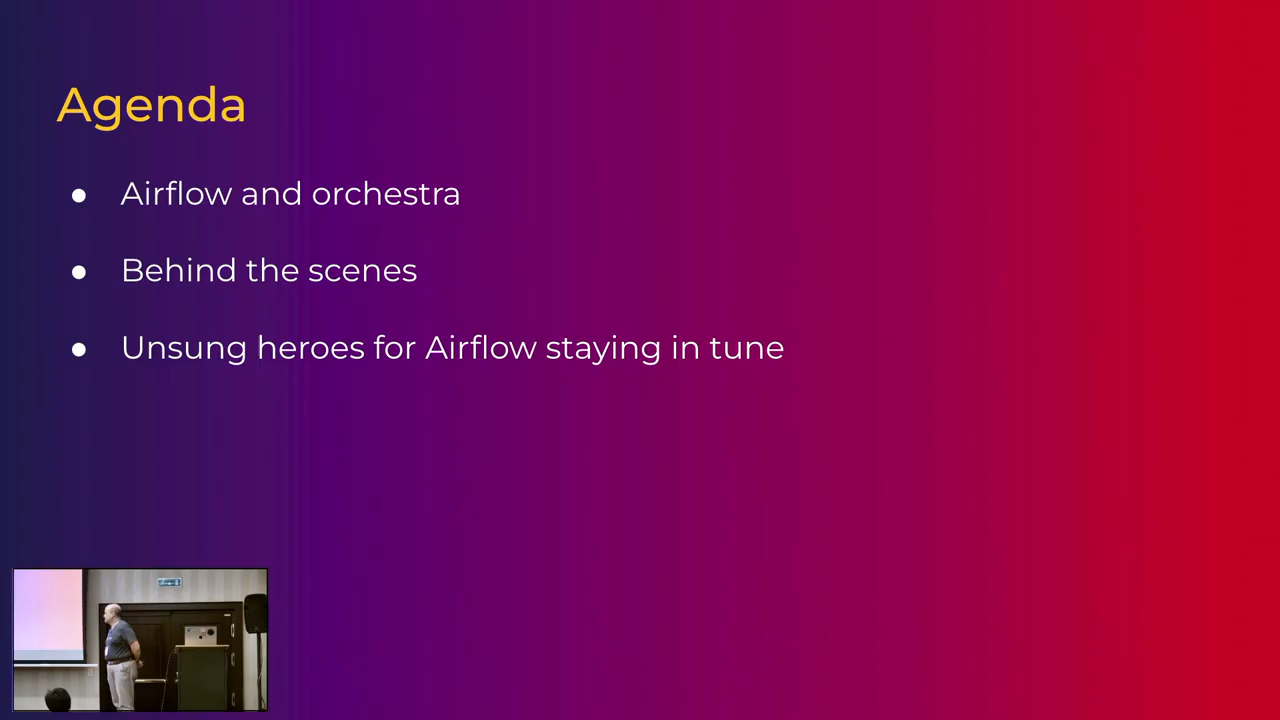 Agenda
● Airflow and orchestra
● Behind the scenes
● Unsung heroes for Airflow staying in tune